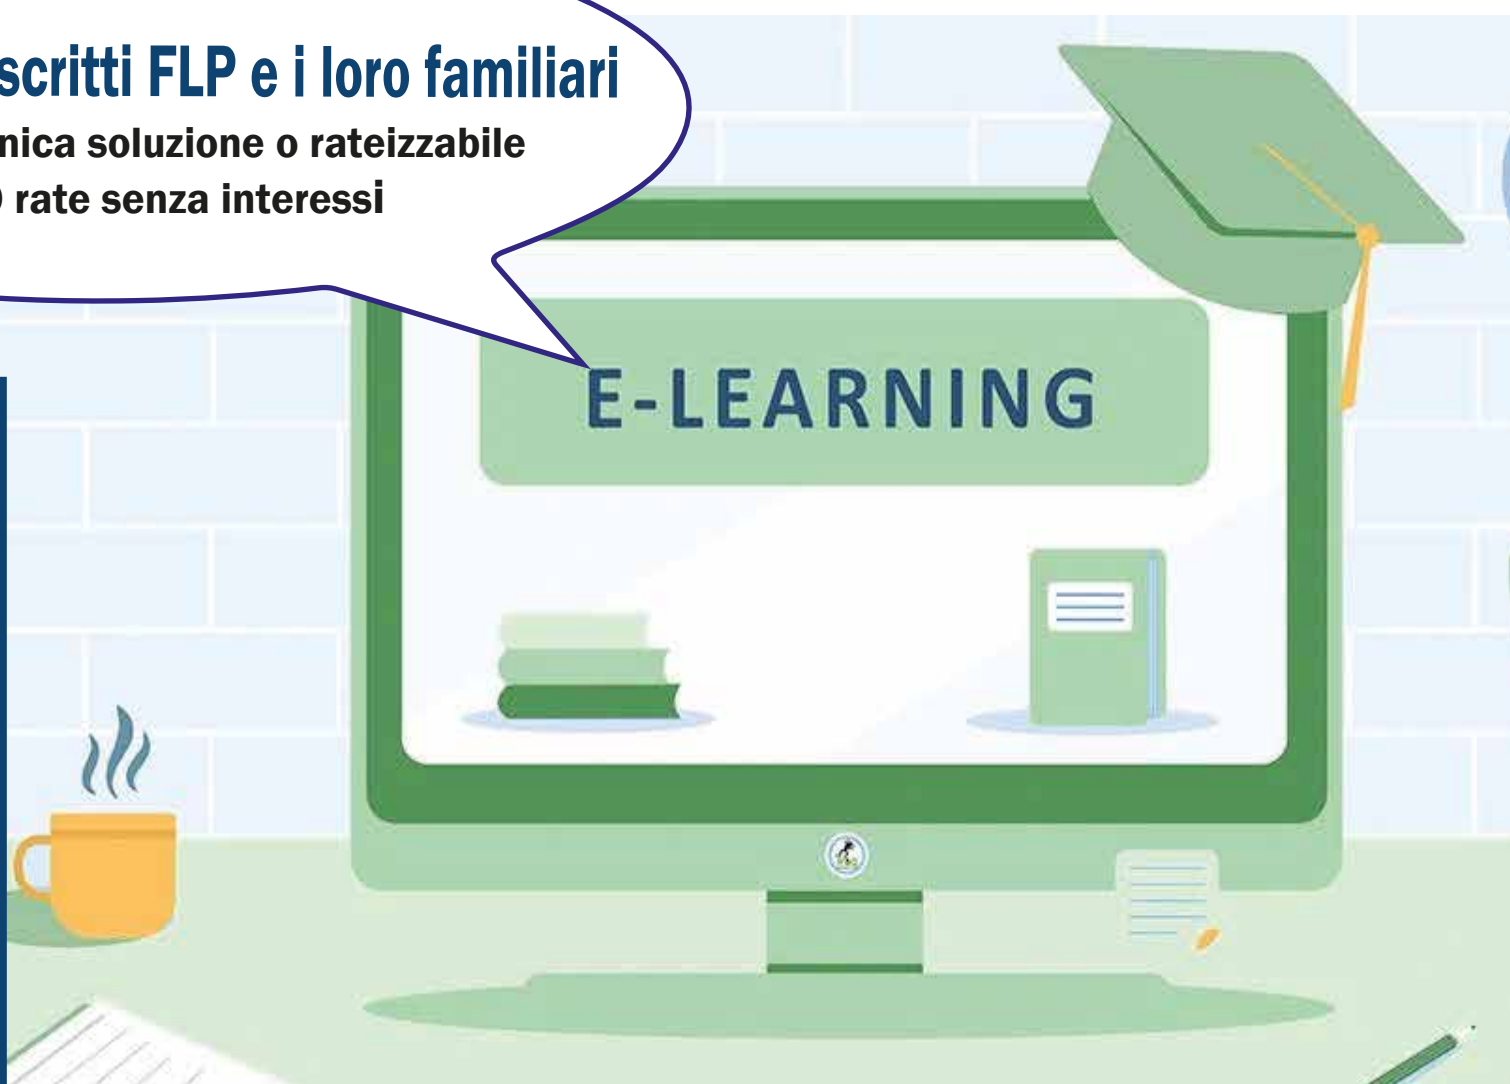 scritti FLP e i loro familiari
nica soluzione o rateizzabile
rate senza interessi
E-LEARNING